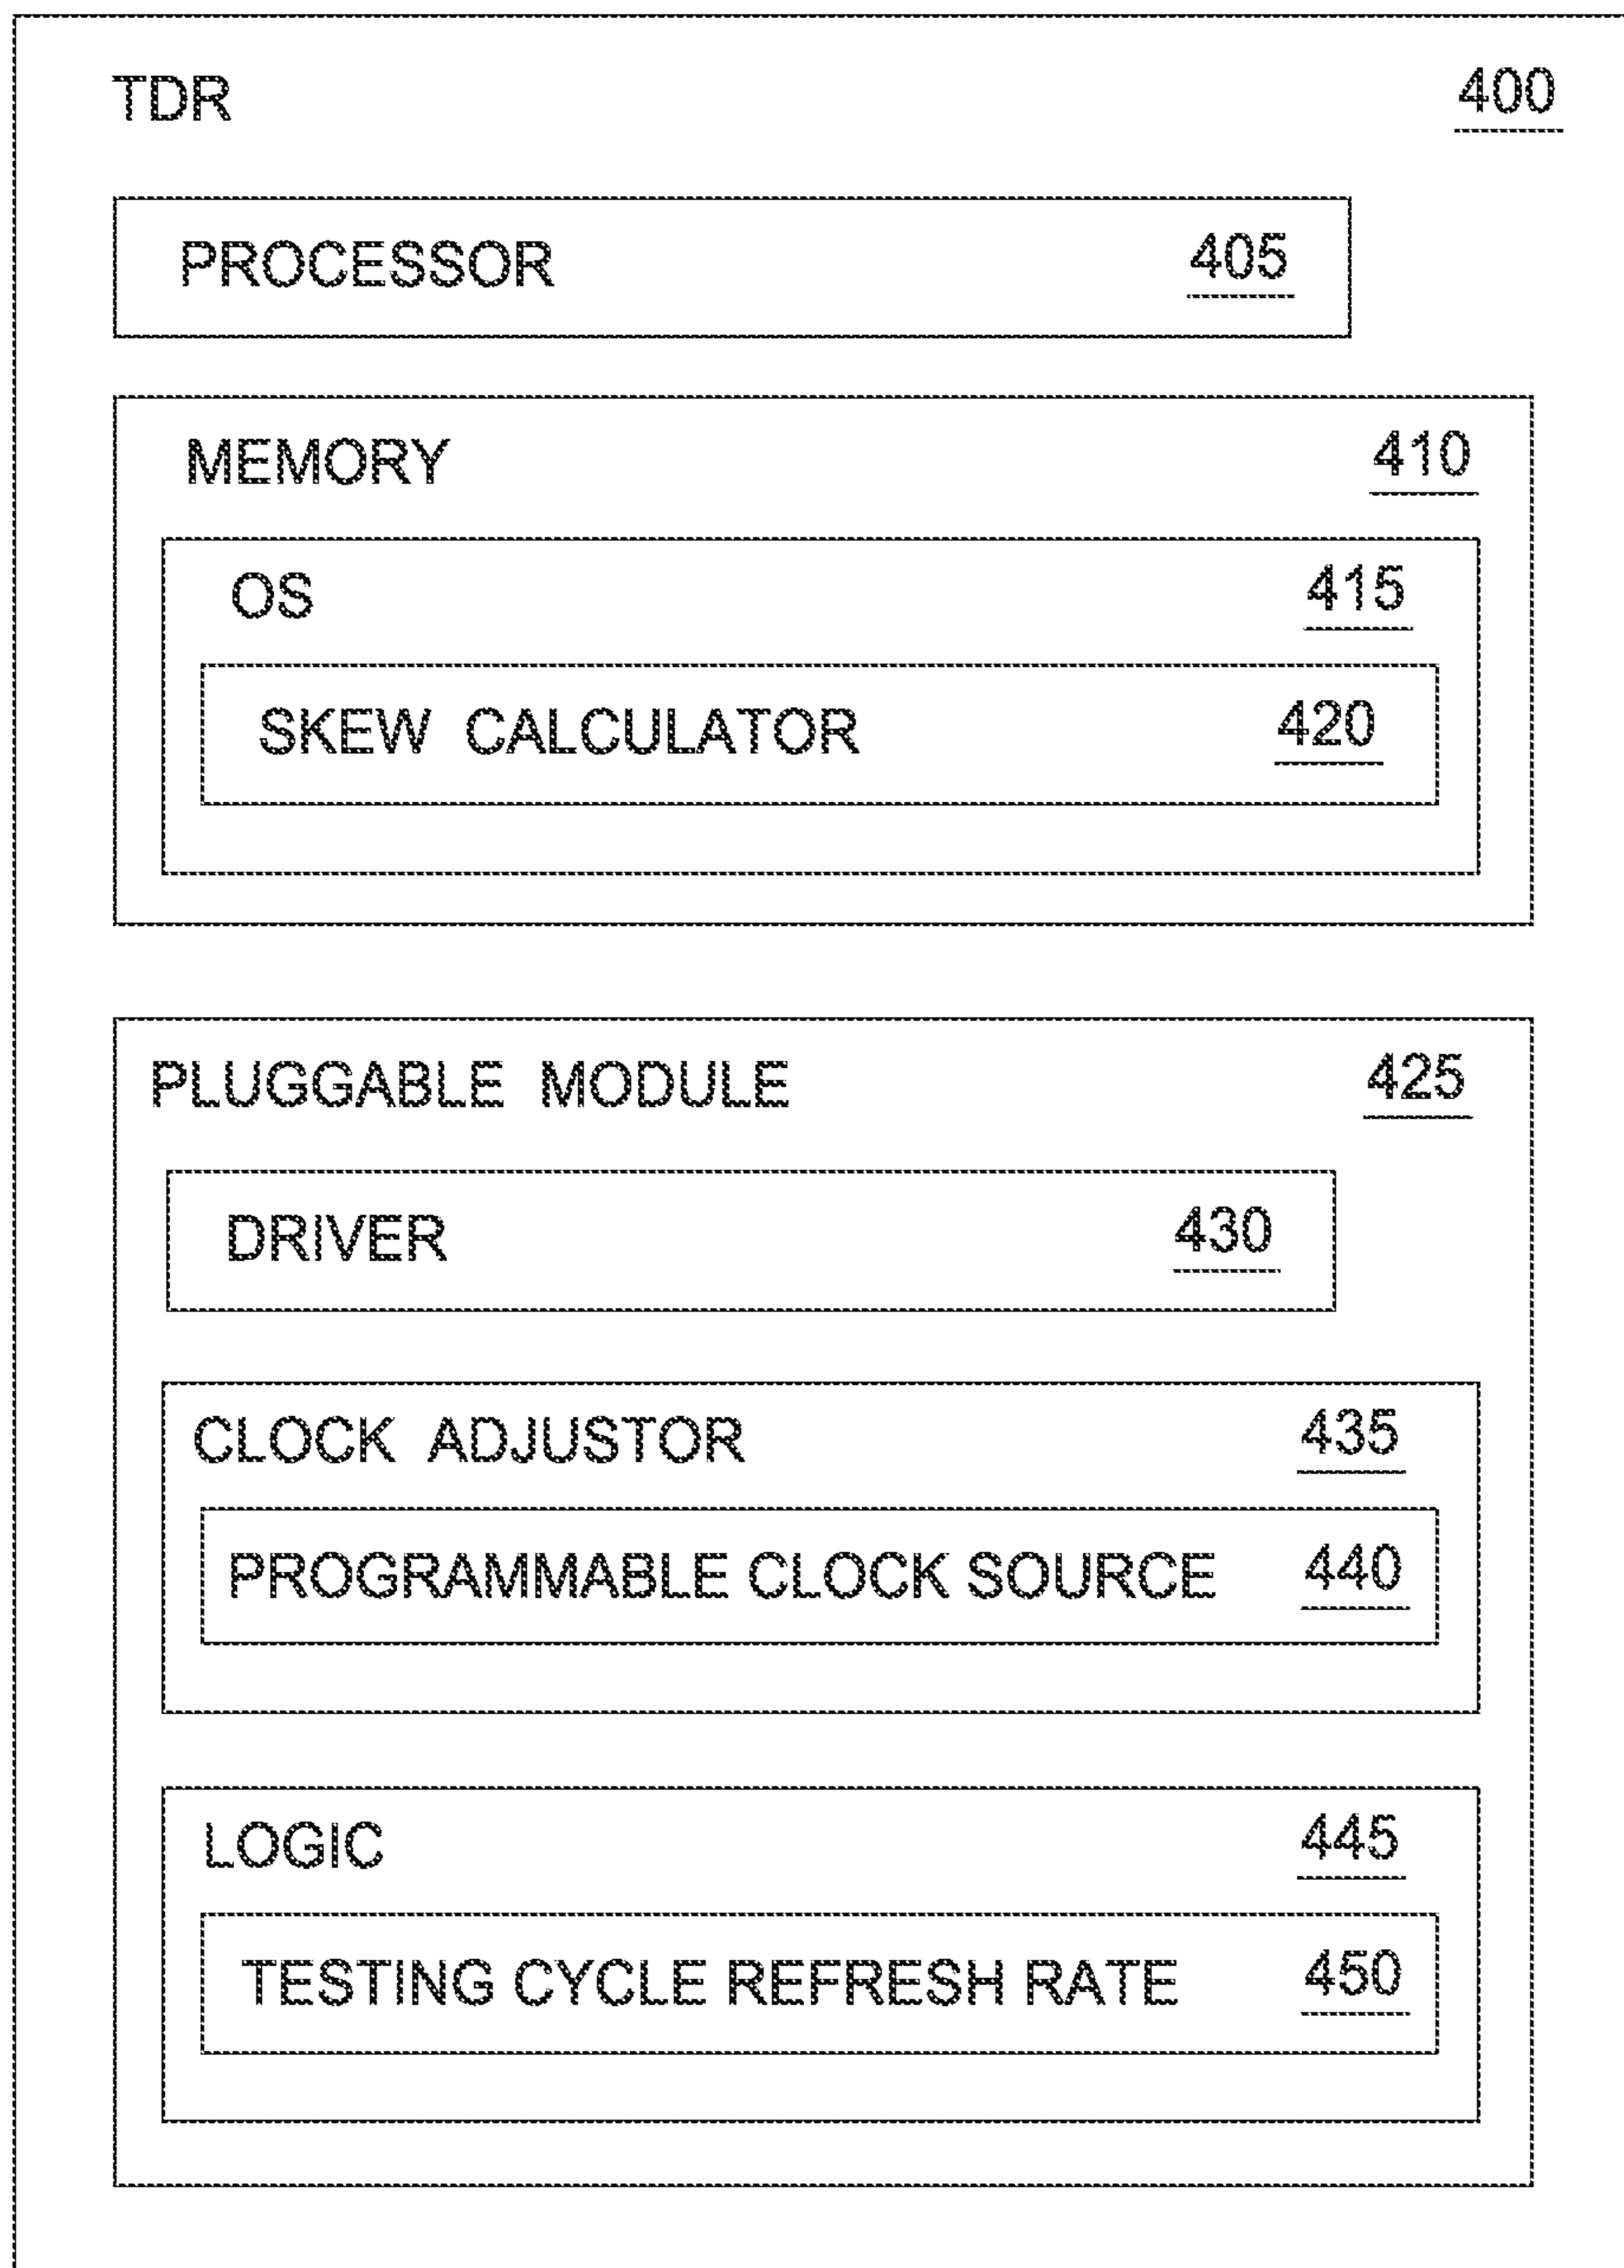 TDR 400
PROCESSOR 405
MEMORY 410
OS 415
SKEW CALCULATOR 420
PLUGGABLE MODULE 425
DRIVER 430
CLOCK ADJUSTOR 435
PROGRAMMABLE CLOCK SOURCE 440
LOGIC 445
TESTING CYCLE REFRESH RATE 450